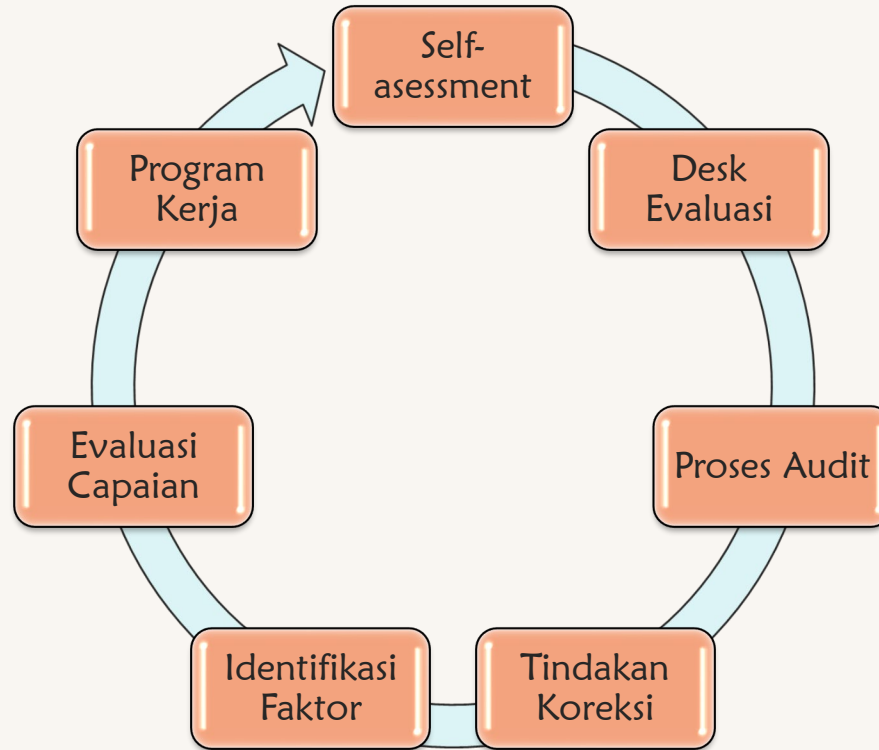 Self-
asessment
Desk
Evaluasi
Proses Audit
Tindakan
Koreksi
Identifikasi
Faktor
Evaluasi
Capaian
Program
Kerja